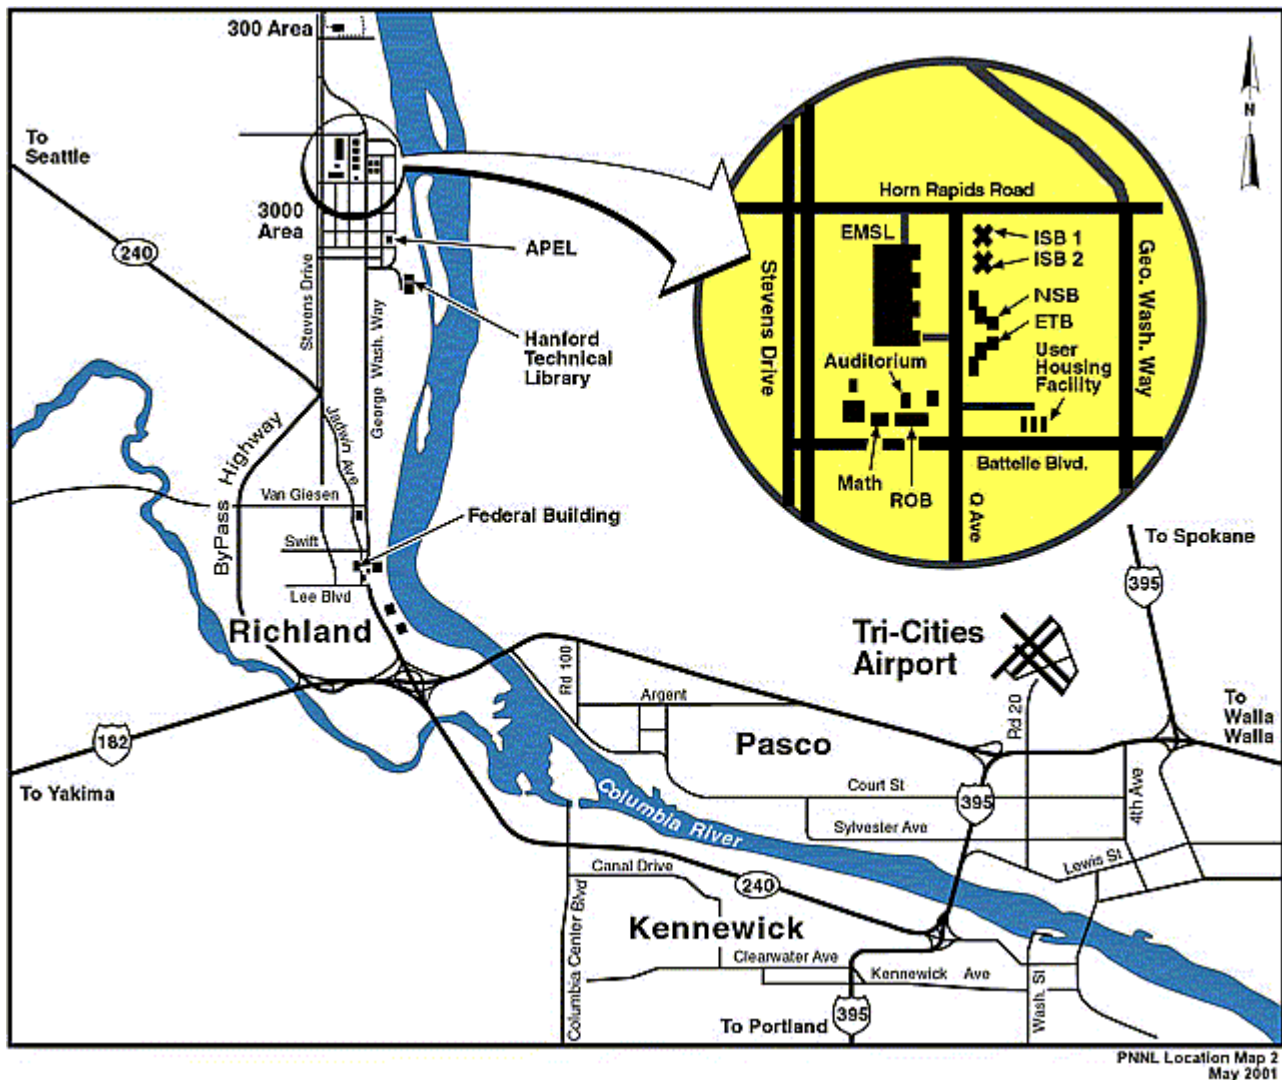 300 Area
To
Seattle
N
Horn Rapids Road
3000
Area
EMSL
ISB 1
240
APEL
ISB 2
Stevens Drive
Geo. Wash. Way
Stevens Drive
NSB
George Wash. Way
Hanford
Technical
Library
ETB
User
Housing
Facility
Auditorium
Jadwin Ave
ByPass Highway
Battelle Blvd.
Math
ROB
Van Giesen
Q Ave
Federal Building
To Spokane
Swift
395
Lee Blvd
Richland
Tri-Cities
Airport
Rd 100
Argent
Rd 20
To
Walla
Walla
182
Pasco
To Yakima
Court St
Columbia River
395
4th Ave
Sylvester Ave
Canal Drive
Lewis St
240
Columbia Center Blvd
Kennewick
Clearwater Ave
Kennewick Ave
Wash. St
To Portland
395
PNNL Location Map 2
May 2001